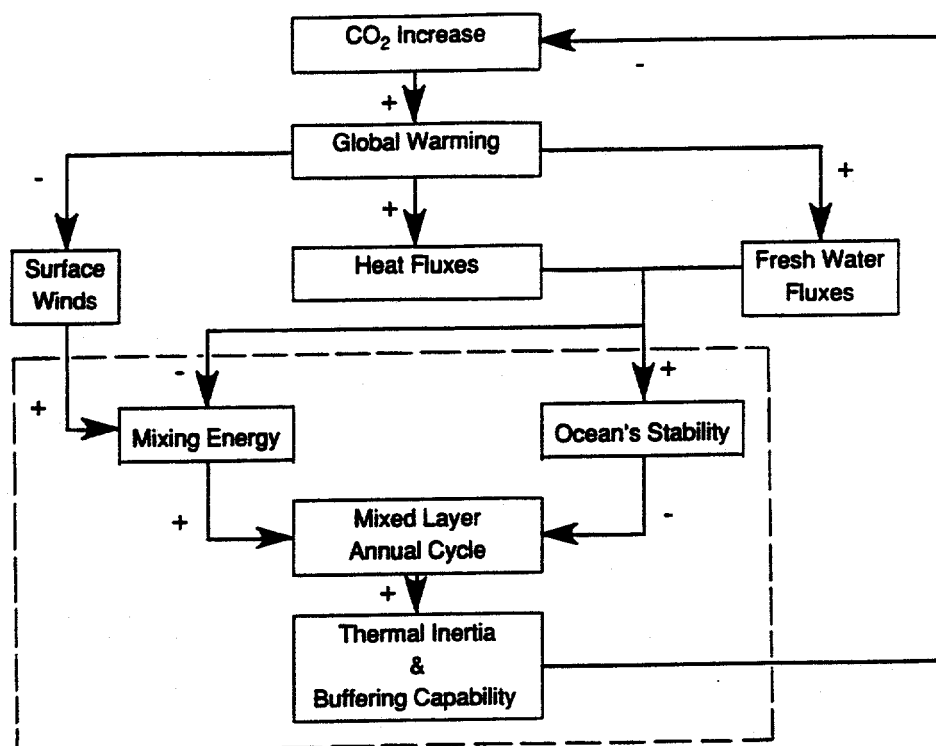 CO₂ Increase
-
+
Global Warming
-
+
+
Surface
Winds
Heat Fluxes
Fresh Water
Fluxes
-
+
+
Mixing Energy
Ocean's Stability
+
-
Mixed Layer
Annual Cycle
+
Thermal Inertia
&
Buffering Capability